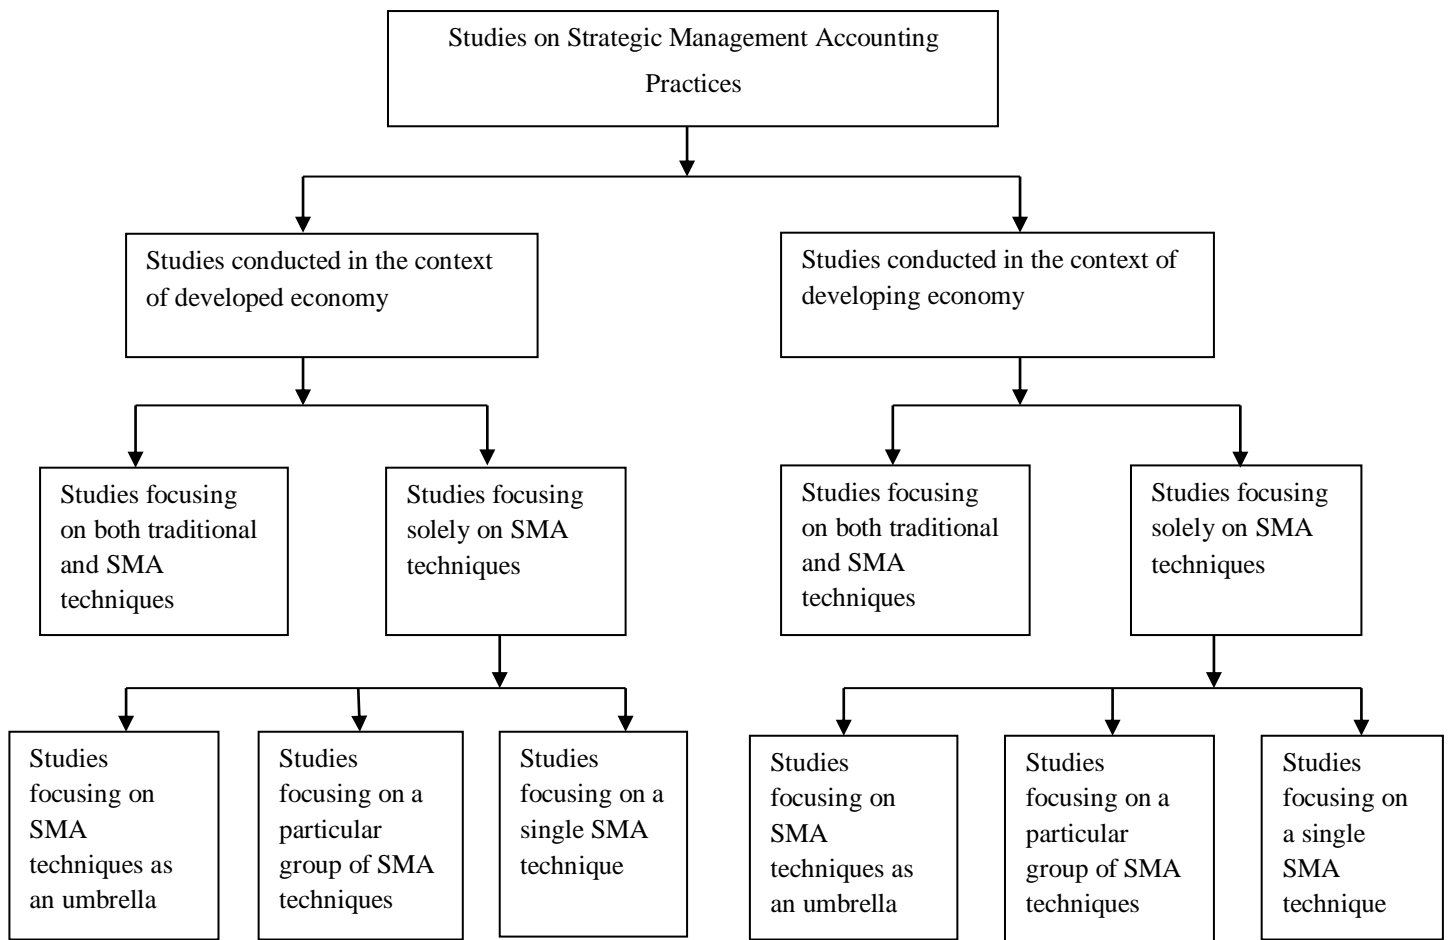 Studies on Strategic Management Accounting
Practices
Studies conducted in the context
of developed economy
Studies conducted in the context of
developing economy
Studies focusing
on both traditional
and SMA
techniques
Studies focusing
solely on SMA
techniques
Studies focusing
on both traditional
and SMA
techniques
Studies focusing
solely on SMA
techniques
Studies
focusing on
SMA
techniques as
an umbrella
Studies
focusing on a
particular
group of SMA
techniques
Studies
focusing on a
single SMA
technique
Studies
focusing on
SMA
techniques as
an umbrella
Studies
focusing on a
particular
group of SMA
techniques
Studies
focusing on
a single
SMA
technique